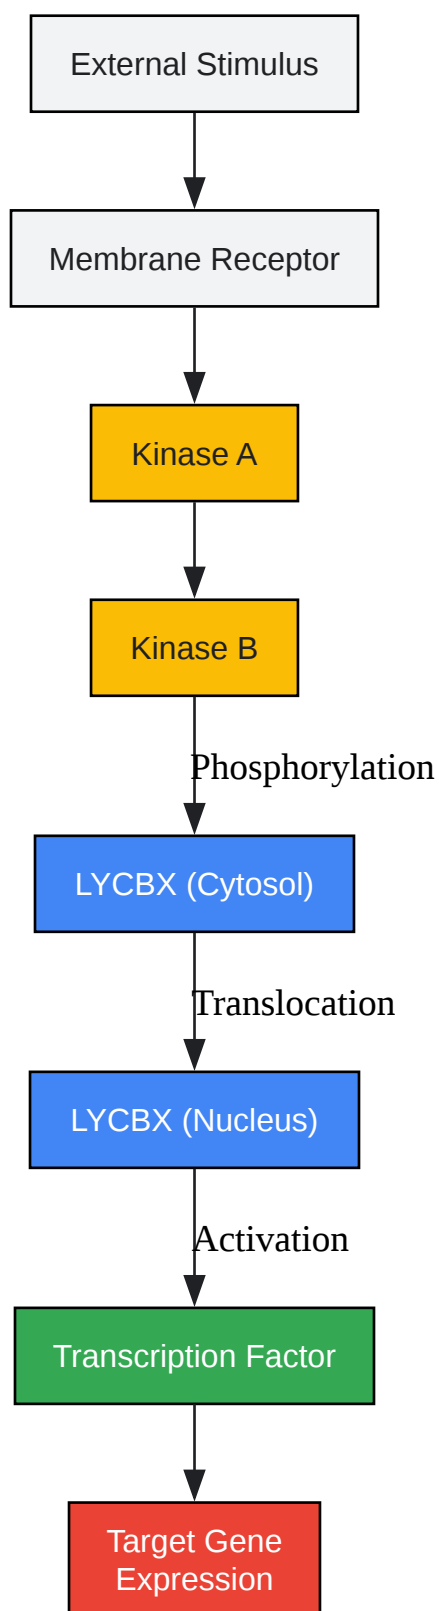 External Stimulus
Membrane Receptor
Kinase A
Kinase B
Phosphorylation
LYCBX (Cytosol)
Translocation
LYCBX (Nucleus)
Activation
Transcription Factor
Target Gene
Expression